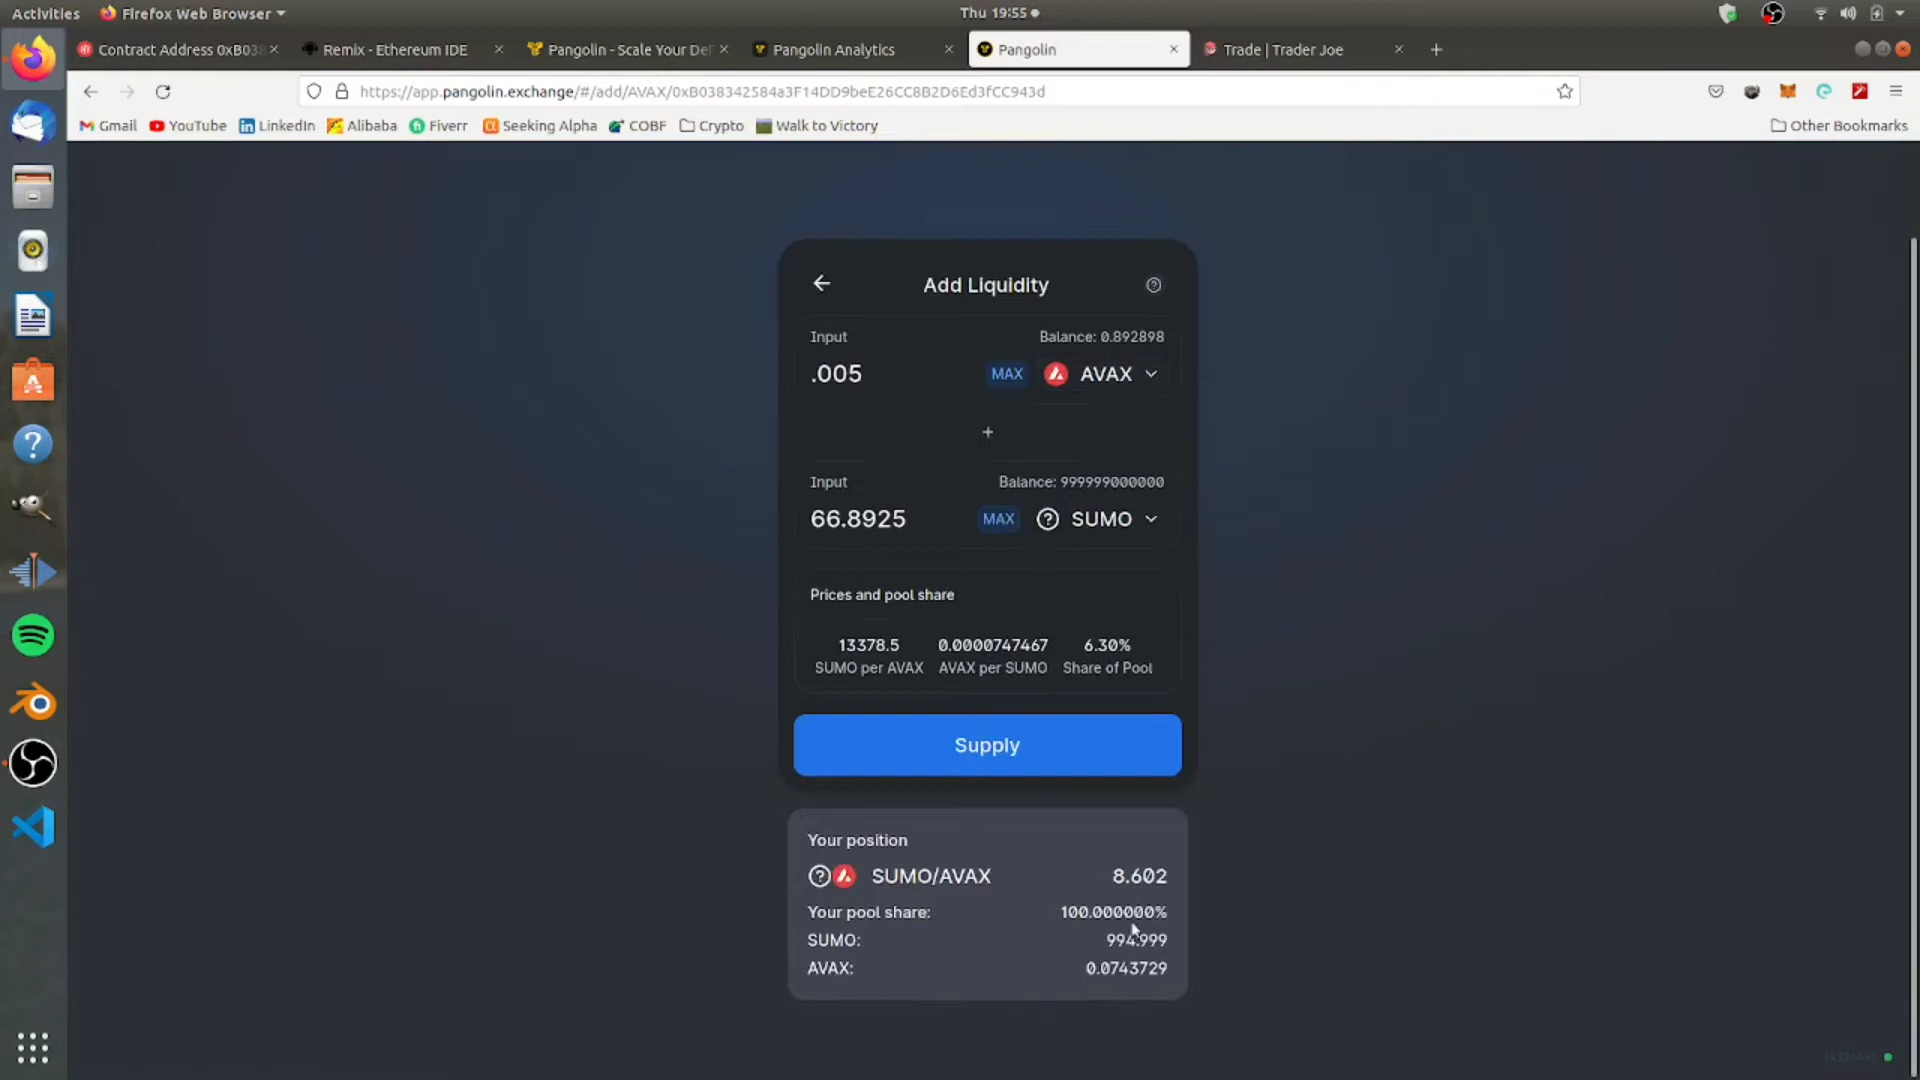 Activities
Firefox Web Browser
Thu 19:55
Contract Address 0xB038
Remix - Ethereum IDE
Pangolin - Scale Your De
Pangolin Analytics
Pangolin
Trade | Trader Joe
https://app.pangolin.exchange/#/add/AVAX/0xB038342584a3F14DD9beE26CC8B2D6Ed3fCC943d
Gmail
YouTube
LinkedIn
Alibaba
Fiverr
Seeking Alpha
COBF
Crypto
Walk to Victory
Other Bookmarks
Add Liquidity
Input
Balance: 0.892898
.005
MAX
AVAX
+
Input
Balance: 999999000000
66.8925
MAX
SUMO
Prices and pool share
13378.5
0.0000747467
6.30%
SUMO per AVAX
AVAX per SUMO
Share of Pool
Supply
Your position
SUMO/AVAX
8.602
Your pool share:
100.000000%
SUMO:
994.999
AVAX:
0.0743729